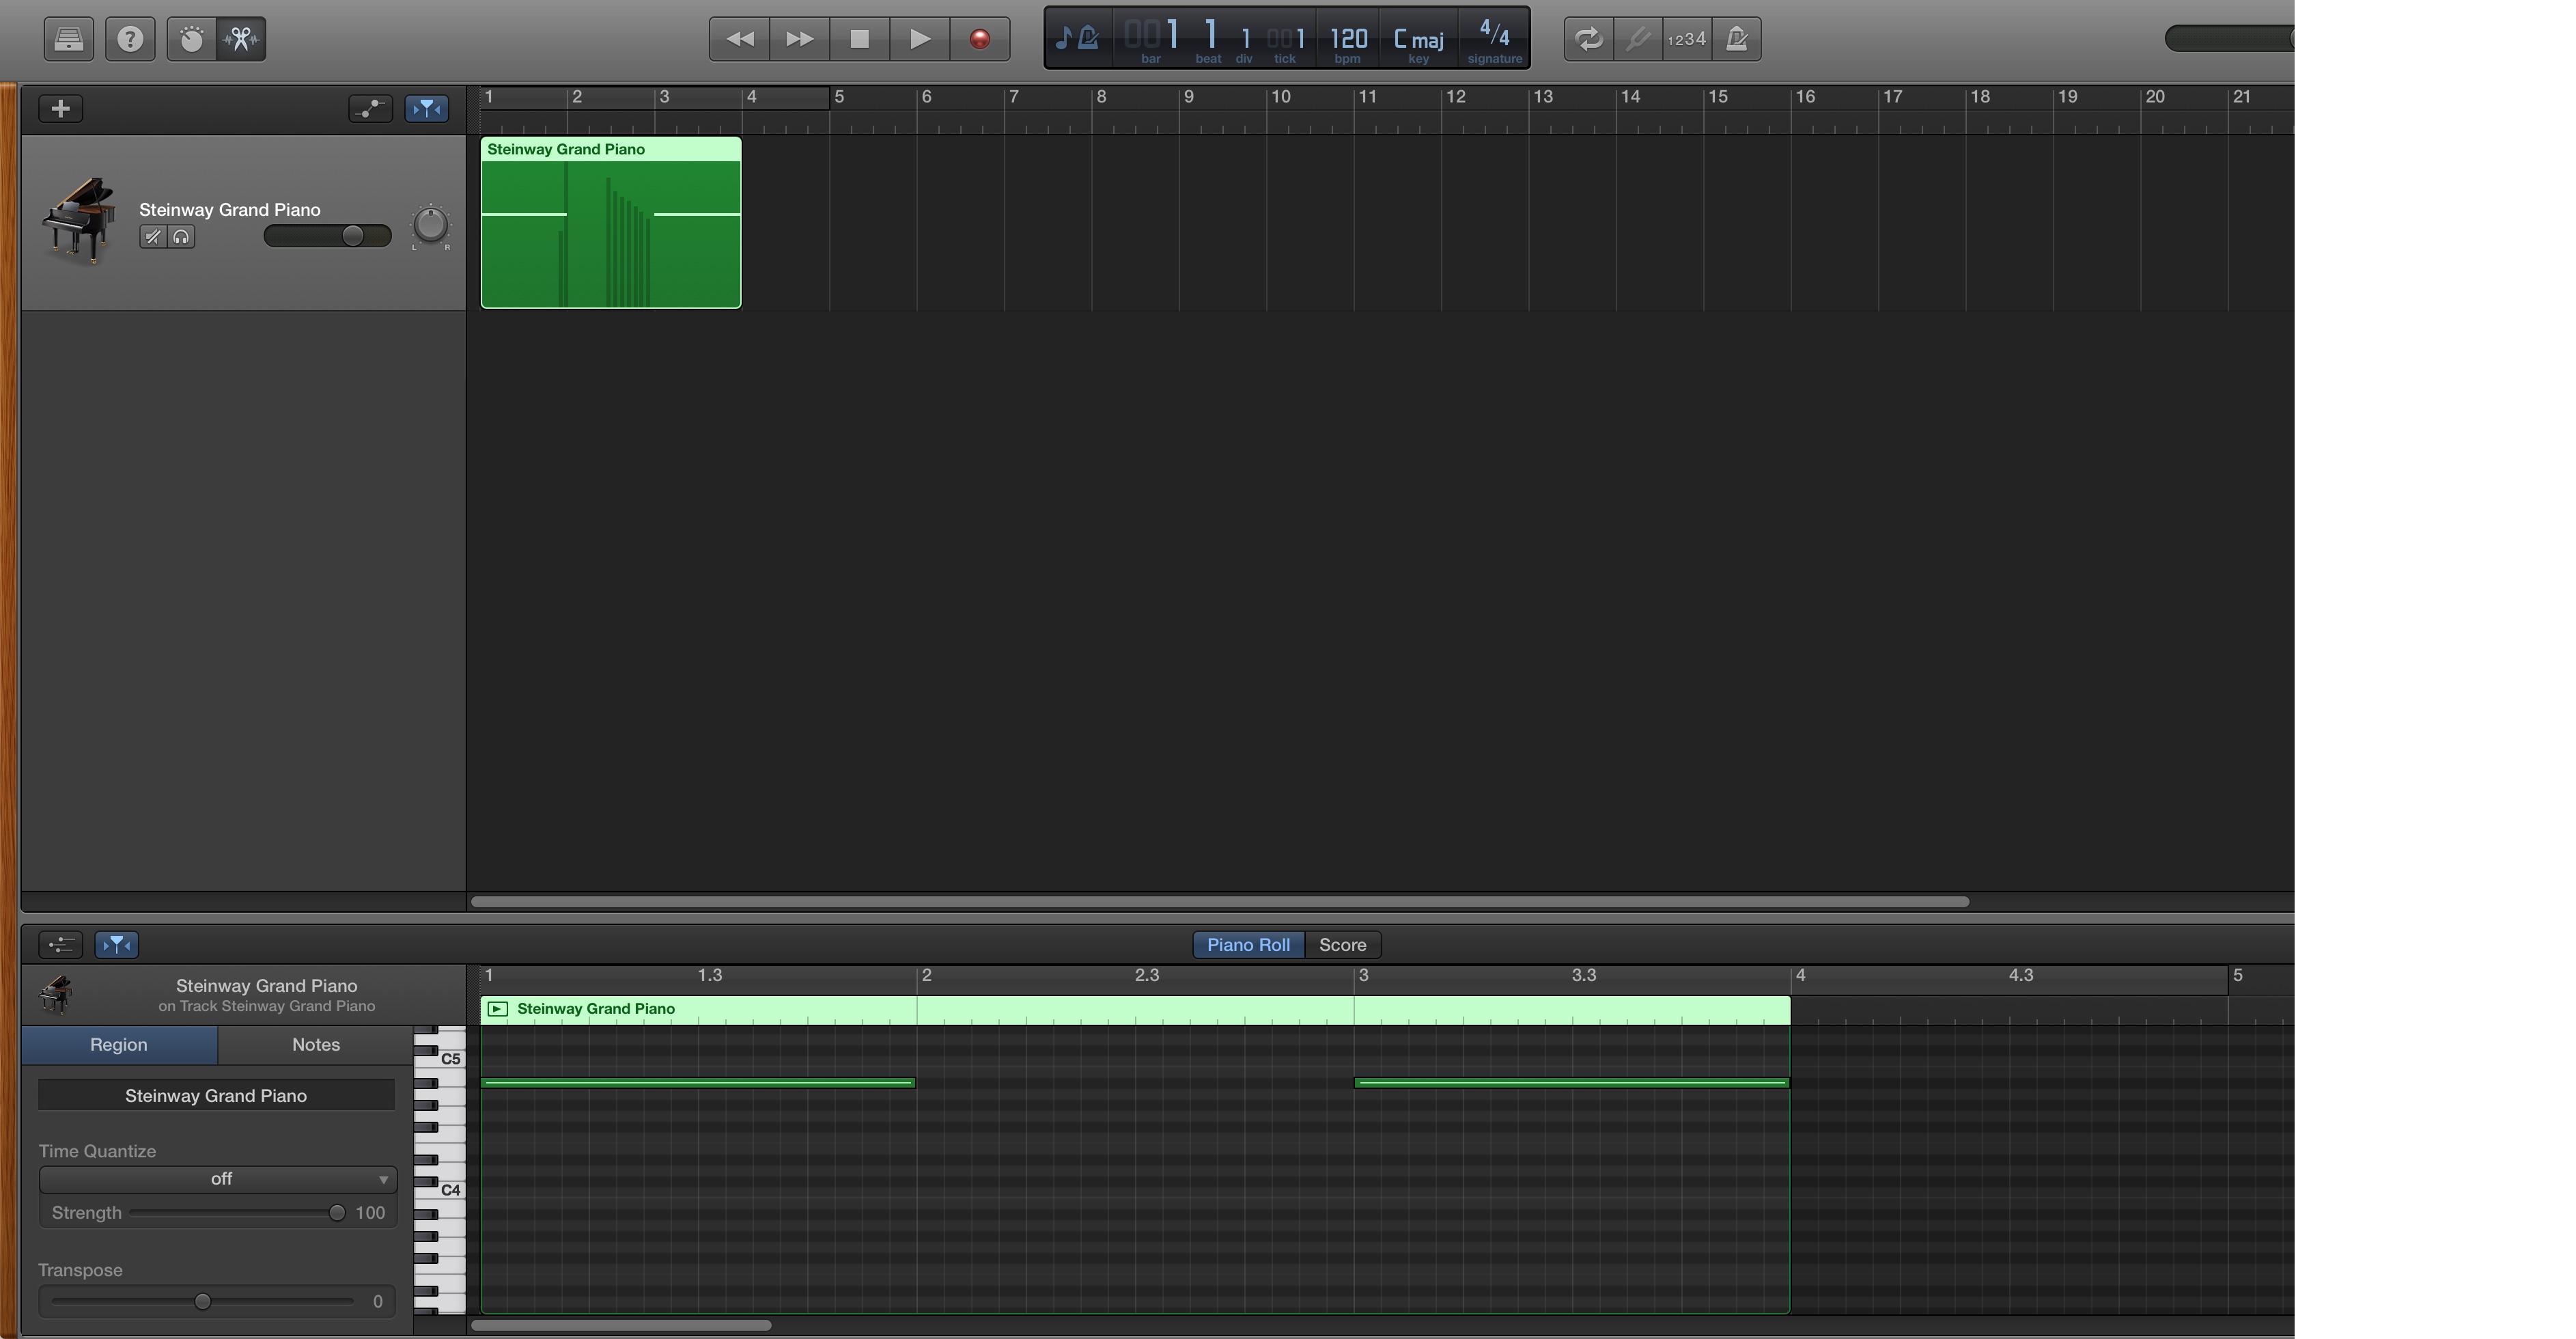 001 1 1 001 120 C maj 4/4
bar beat div tick bpm key signature
1234
1 2 3 4 5 6 7 8 9 10 11 12 13 14 15 16 17 18 19 20 21
Steinway Grand Piano
Steinway Grand Piano
L R
Piano Roll Score
1 1.3 2 2.3 3 3.3 4 4.3 5
Steinway Grand Piano
on Track Steinway Grand Piano
Steinway Grand Piano
Region Notes
C5
Steinway Grand Piano
Time Quantize
off
C4
Strength 100
Transpose
0